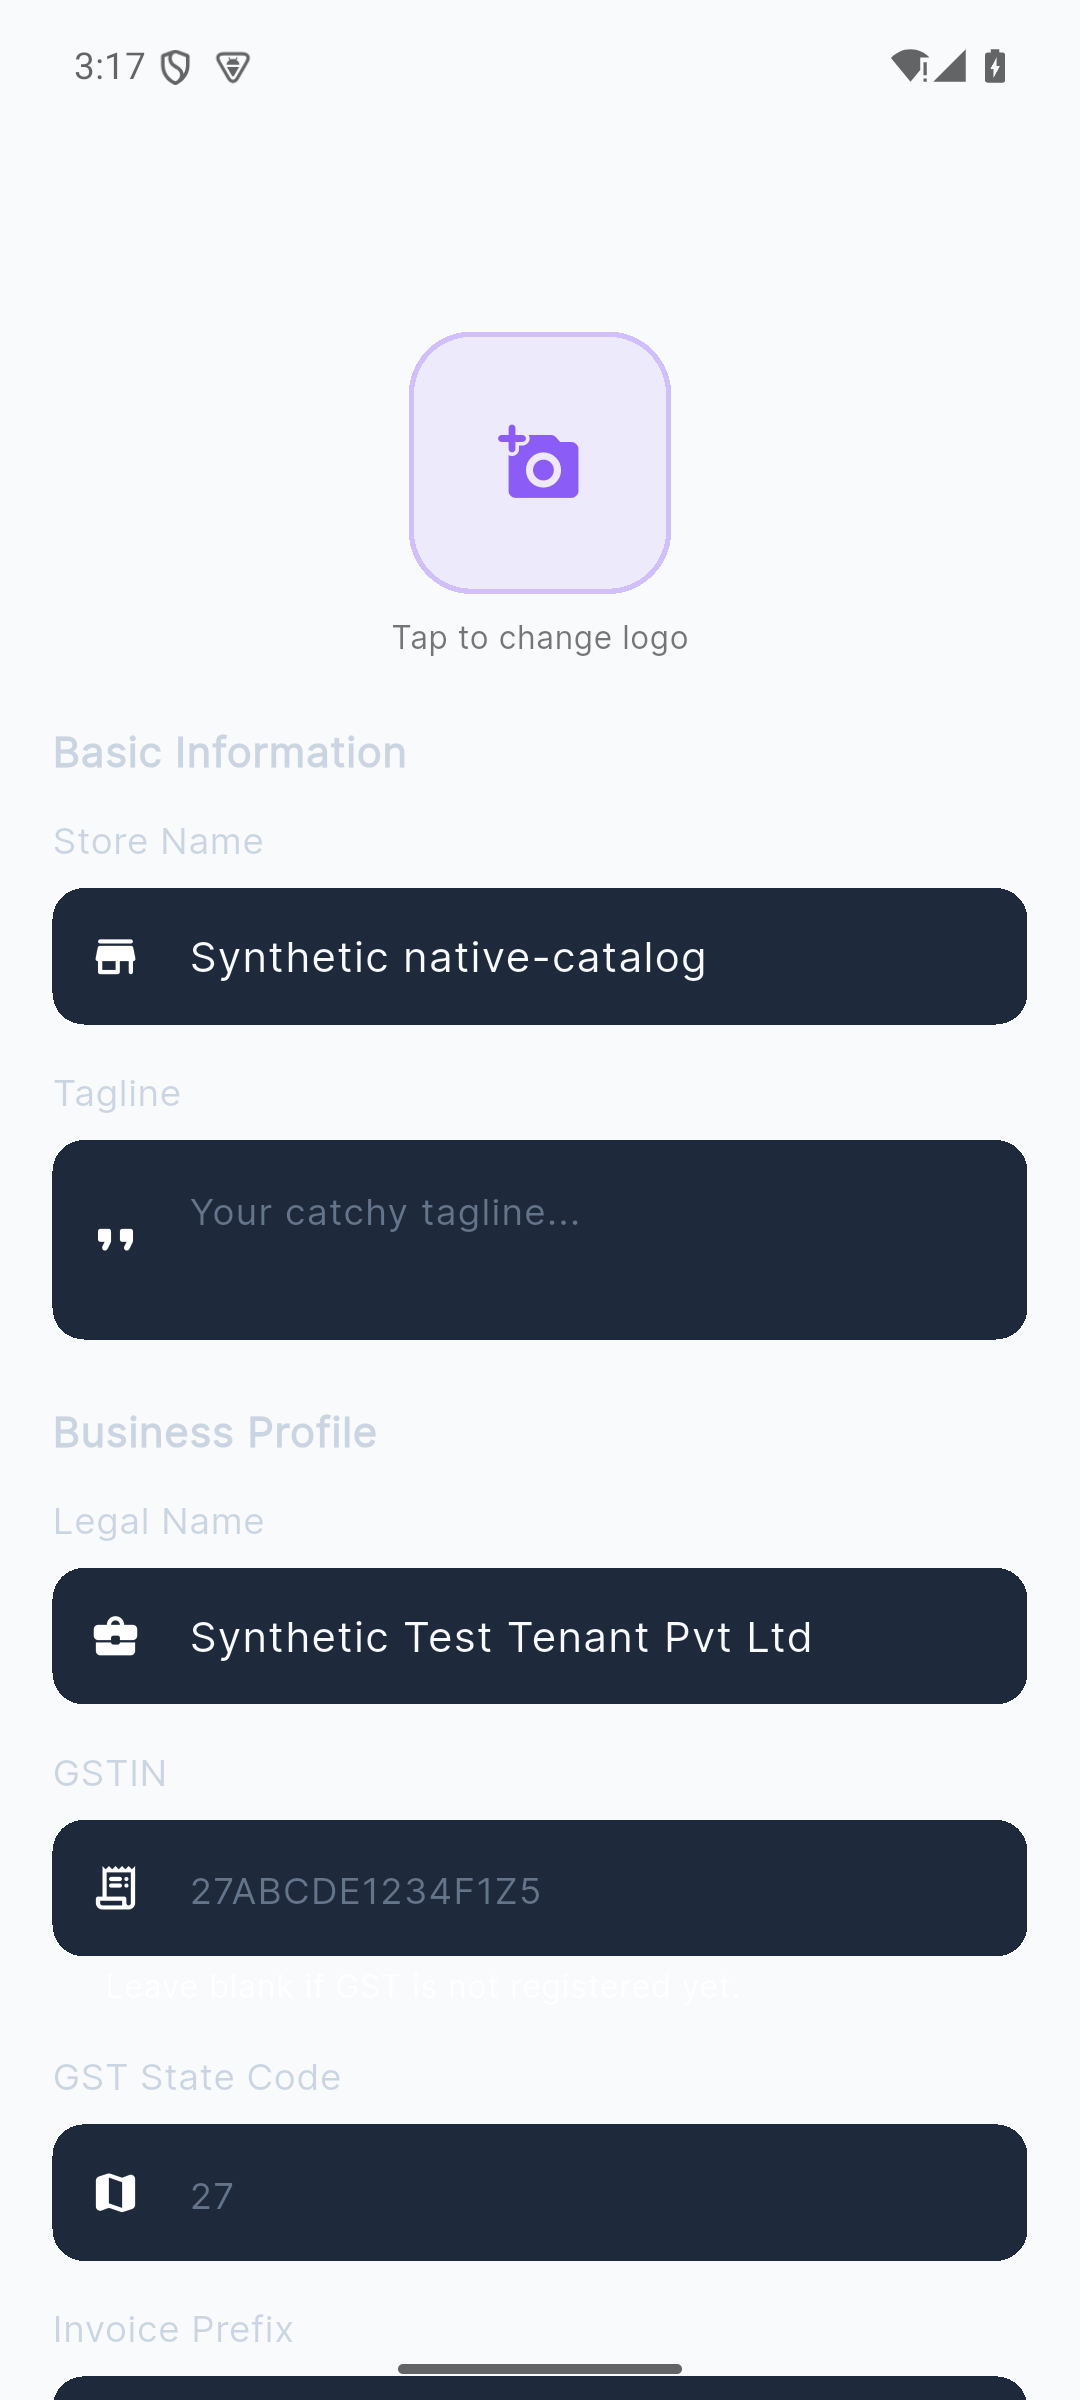 3:17
Tap to change logo
Basic Information
Store Name
Synthetic native-catalog
Tagline
Your catchy tagline...
Business Profile
Legal Name
Synthetic Test Tenant Pvt Ltd
GSTIN
27ABCDE1234F1Z5
Leave blank if GST is not registered yet.
GST State Code
27
Invoice Prefix